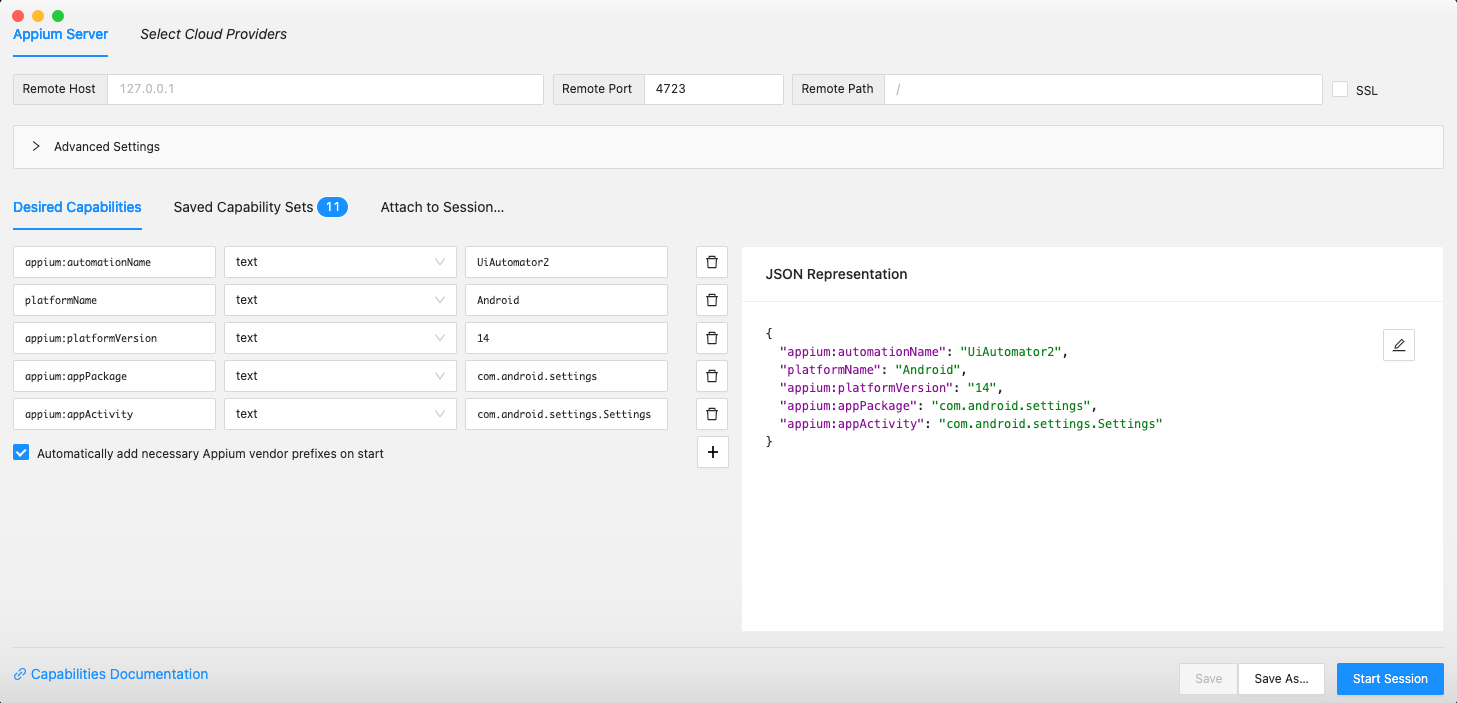 Appium Server Select Cloud Providers
Remote Host 127.0.0.1 Remote Port 4723 Remote Path / SSL
Advanced Settings
Desired Capabilities Saved Capability Sets 11 Attach to Session...
appium:automationName text UiAutomator2
platformName text Android
appium:platformVersion text 14
appium:appPackage text com.android.settings
appium:appActivity text com.android.settings.Settings
Automatically add necessary Appium vendor prefixes on start
JSON Representation
{
"appium:automationName": "UiAutomator2",
"platformName": "Android",
"appium:platformVersion": "14",
"appium:appPackage": "com.android.settings",
"appium:appActivity": "com.android.settings.Settings"
}
Capabilities Documentation
Save Save As... Start Session